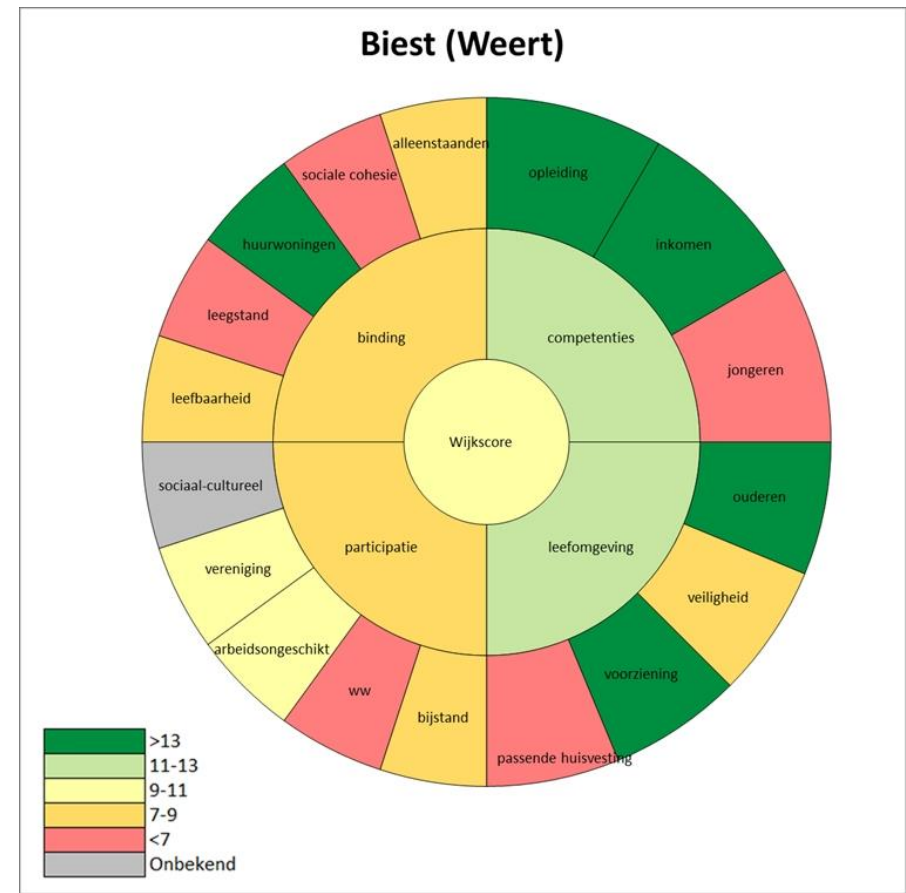 Biest (Weert)
alleenstaanden
opleiding
sociale cohesie
inkomen
huurwoningen
leegstand
binding
competenties
jongeren
leefbaarheid
Wijkscore
sociaal-cultureel
ouderen
participatie
leefomgeving
vereniging
veiligheid
arbeidsongeschikt
voorziening
ww
bijstand
passende huisvesting
>13
11-13
9-11
7-9
<7
Onbekend